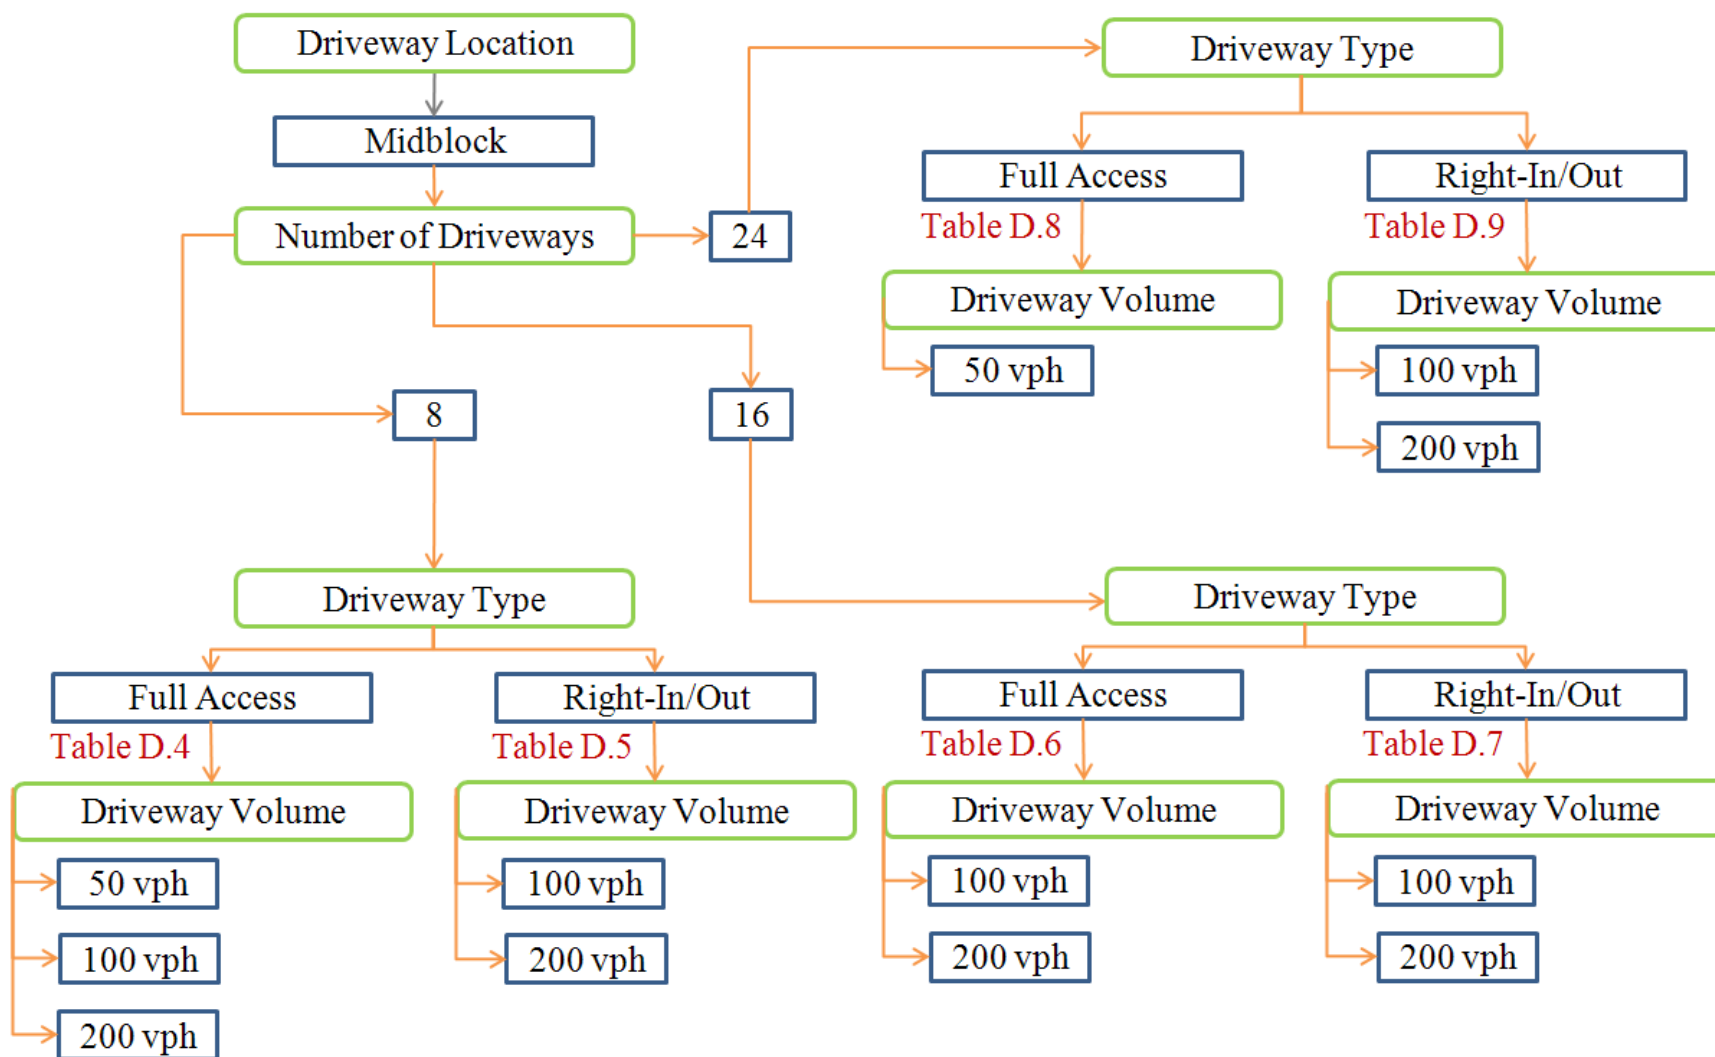 Driveway Location
Midblock
Number of Driveways
24
8
16
Driveway Type
Full Access
Right-In/Out
Table D.8
Table D.9
Driveway Volume
Driveway Volume
50 vph
100 vph
200 vph
Driveway Type
Full Access
Right-In/Out
Table D.4
Table D.5
Driveway Volume
Driveway Volume
50 vph
100 vph
200 vph
100 vph
200 vph
Driveway Type
Full Access
Right-In/Out
Table D.6
Table D.7
Driveway Volume
Driveway Volume
100 vph
200 vph
100 vph
200 vph